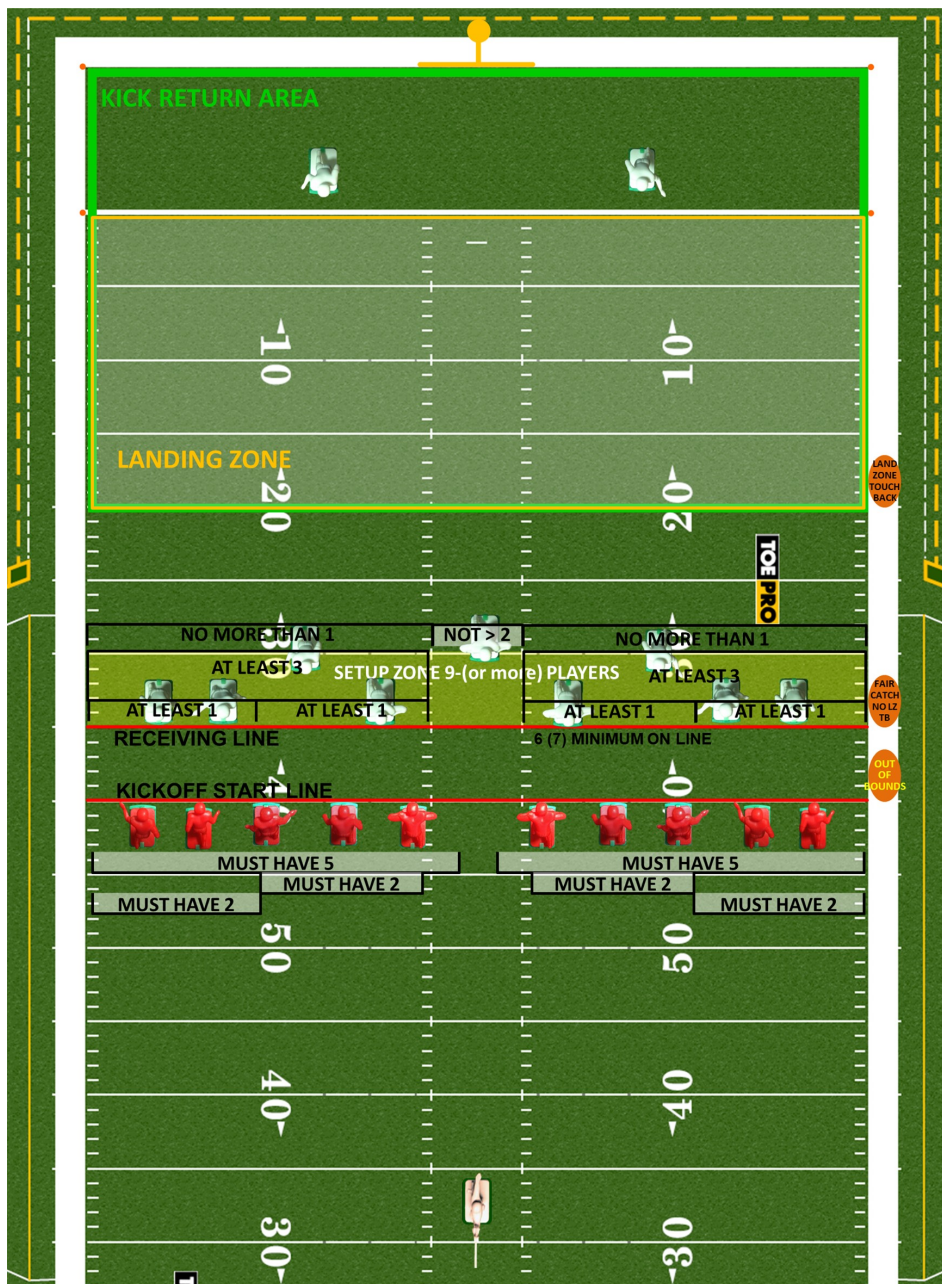 KICK RETURN AREA
10
10
LANDING ZONE
LAND
ZONE
TOUCH
BACK
20
20
TOE PRO
NO MORE THAN 1
NOT > 2
NO MORE THAN 1
AT LEAST 3
SETUP ZONE 9-(or more) PLAYERS
AT LEAST 3
FAIR
CATCH
NO LZ
TB
AT LEAST 1
AT LEAST 1
AT LEAST 1
AT LEAST 1
RECEIVING LINE
6 (7) MINIMUM ON LINE
OUT
OF
BOUNDS
KICKOFF START LINE
MUST HAVE 5
MUST HAVE 5
MUST HAVE 2
MUST HAVE 2
MUST HAVE 2
MUST HAVE 2
50
50
40
40
30
30